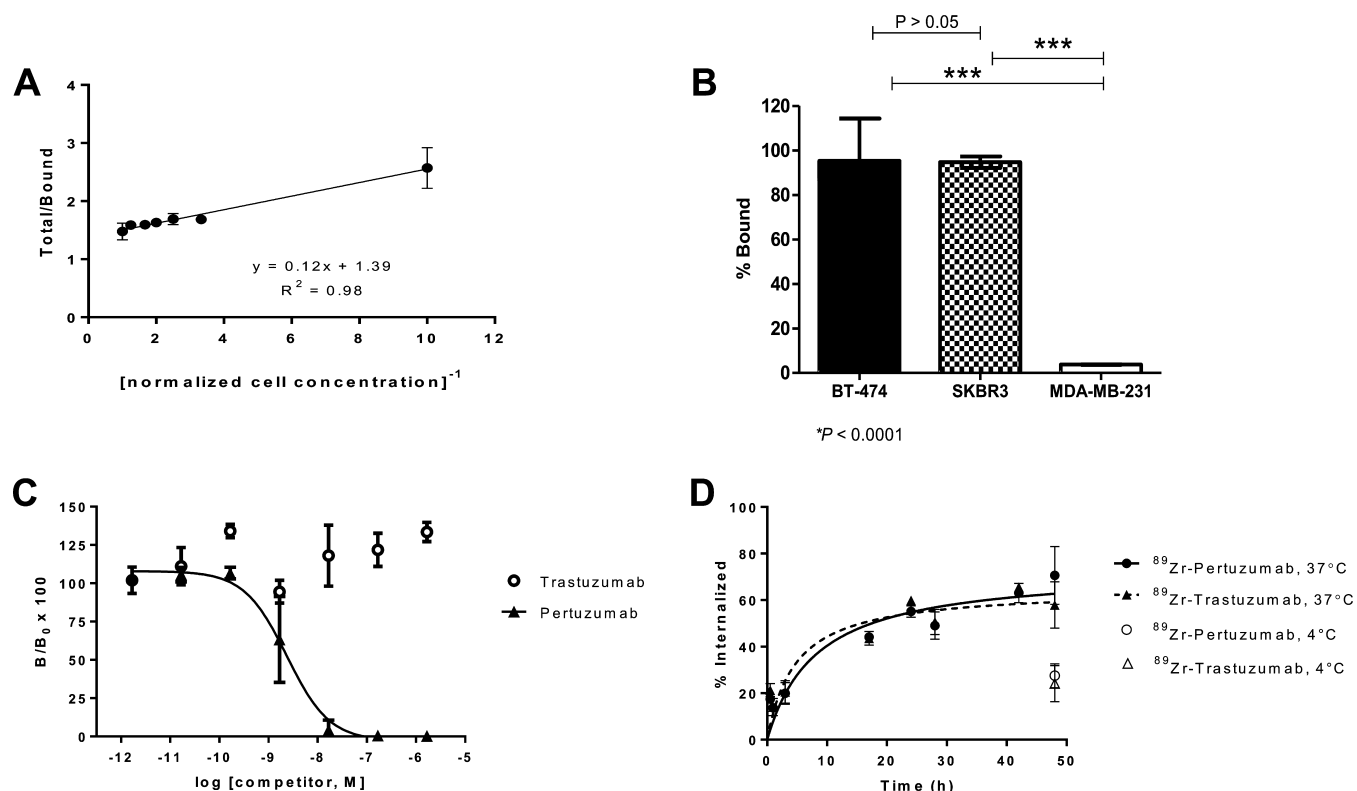 A
4
3
2
1
0
Total/Bound
y = 0.12x + 1.39
R² = 0.98
0 2 4 6 8 10 12
[normalized cell concentration]⁻¹
B
P > 0.05
***
***
120
100
80
60
40
20
0
% Bound
BT-474 SKBR3 MDA-MB-231
*P < 0.0001
C
150
125
100
75
50
25
0
B/B₀ x 100
-12 -11 -10 -9 -8 -7 -6 -5
log [competitor, M]
Trastuzumab
Pertuzumab
D
100
80
60
40
20
0
% Internalized
0 10 20 30 40 50
Time (h)
⁸⁹Zr-Pertuzumab, 37°C
⁸⁹Zr-Trastuzumab, 37°C
⁸⁹Zr-Pertuzumab, 4°C
⁸⁹Zr-Trastuzumab, 4°C